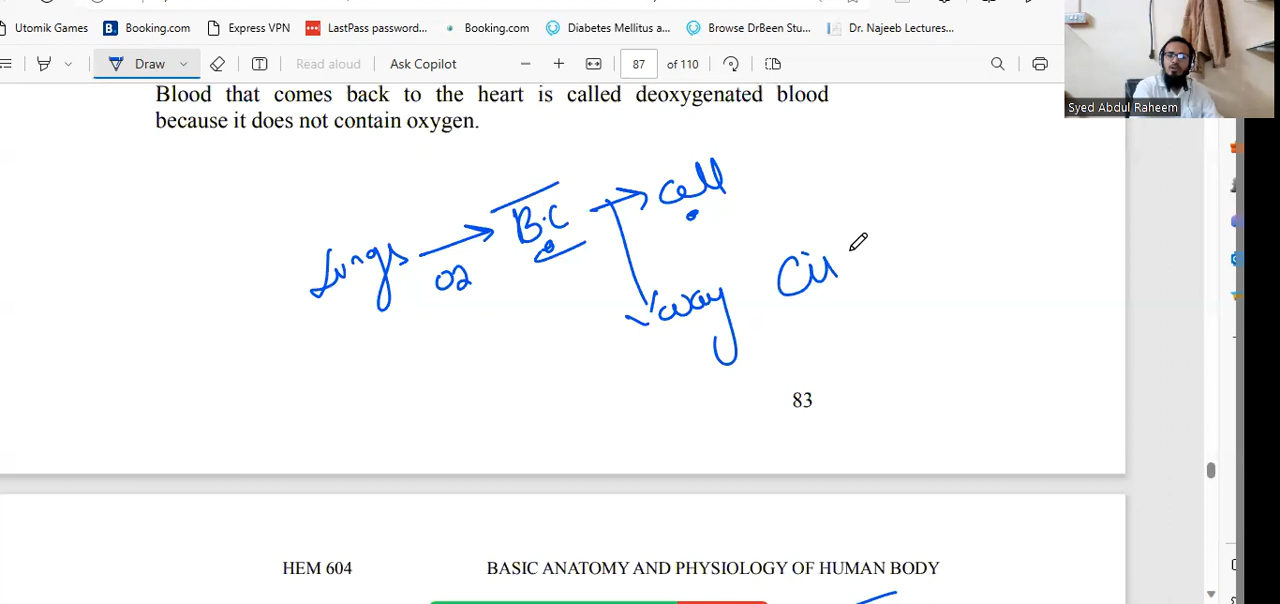 Utomik Games Booking.com Express VPN LastPass password... Booking.com Diabetes Mellitus a... Browse DrBeen Stu... Dr. Najeeb Lectures...
Draw Read aloud Ask Copilot 87 of 110
Syed Abdul Raheem
Blood that comes back to the heart is called deoxygenated blood
because it does not contain oxygen.
cell
B.C
Lungs
O2
away
83
HEM 604 BASIC ANATOMY AND PHYSIOLOGY OF HUMAN BODY